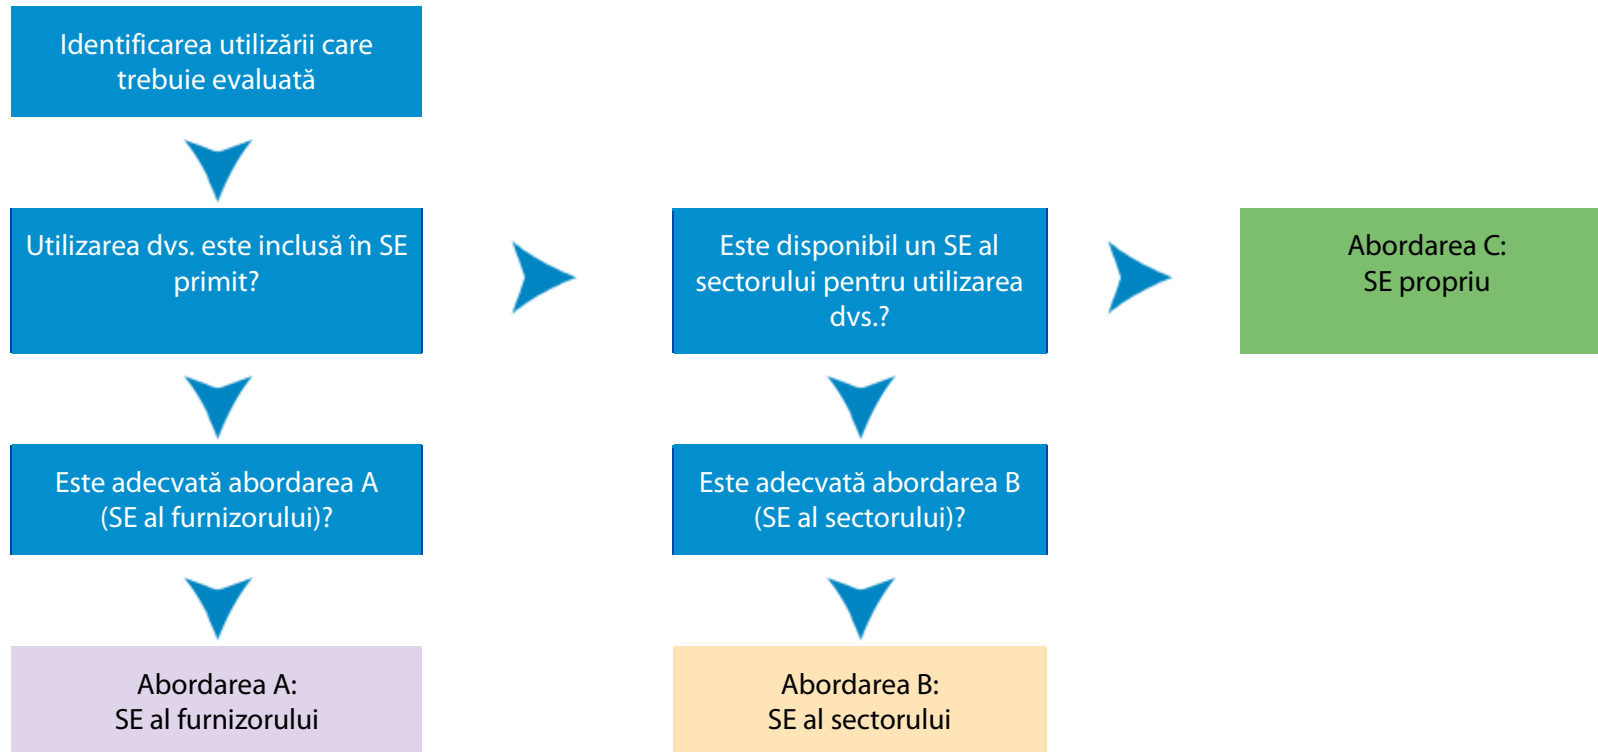 Identificarea utilizării care
trebuie evaluată
Utilizarea dvs. este inclusă în SE
primit?
Este disponibil un SE al
sectorului pentru utilizarea
dvs.?
Abordarea C:
SE propriu
Este adecvată abordarea A
(SE al furnizorului)?
Este adecvată abordarea B
(SE al sectorului)?
Abordarea A:
SE al furnizorului
Abordarea B:
SE al sectorului